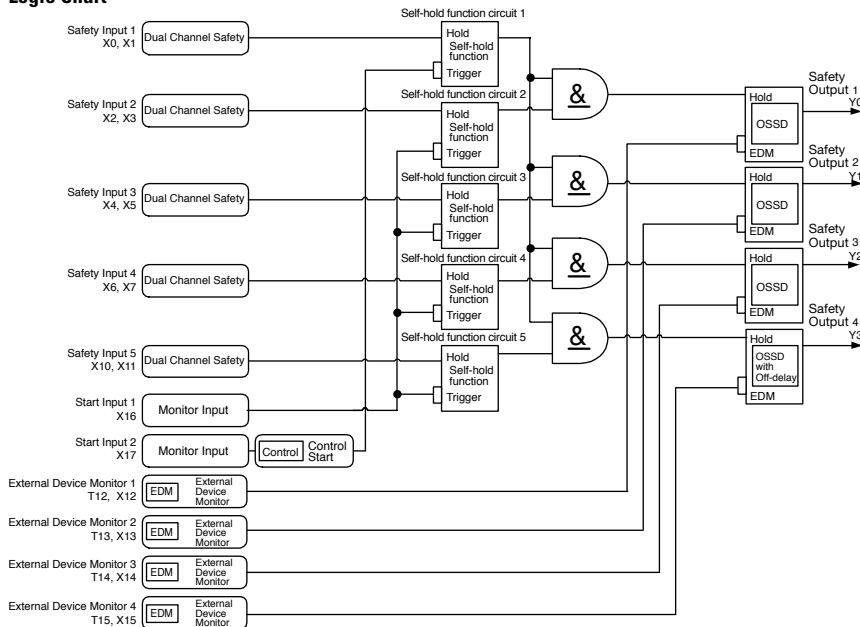 Logic Chart
Self-hold function circuit 1
Safety Input 1
X0, X1
Dual Channel Safety
Hold
Self-hold
function
Trigger
Self-hold function circuit 2
Safety Input 2
X2, X3
Dual Channel Safety
Hold
Self-hold
function
Trigger
Self-hold function circuit 3
Safety Input 3
X4, X5
Dual Channel Safety
Hold
Self-hold
function
Trigger
Self-hold function circuit 4
Safety Input 4
X6, X7
Dual Channel Safety
Hold
Self-hold
function
Trigger
Self-hold function circuit 5
Safety Input 5
X10, X11
Dual Channel Safety
Hold
Self-hold
function
Trigger
&
&
&
&
Hold
OSSD
EDM
Safety
Output 1
Y0
Hold
OSSD
EDM
Safety
Output 2
Y1
Hold
OSSD
EDM
Safety
Output 3
Y2
Hold
OSSD
with
Off-delay
EDM
Safety
Output 4
Y3
Start Input 1
X16
Monitor Input
Start Input 2
X17
Monitor Input
Control
Control
Start
External Device Monitor 1
T12, X12
EDM
External
Device
Monitor
External Device Monitor 2
T13, X13
EDM
External
Device
Monitor
External Device Monitor 3
T14, X14
EDM
External
Device
Monitor
External Device Monitor 4
T15, X15
EDM
External
Device
Monitor